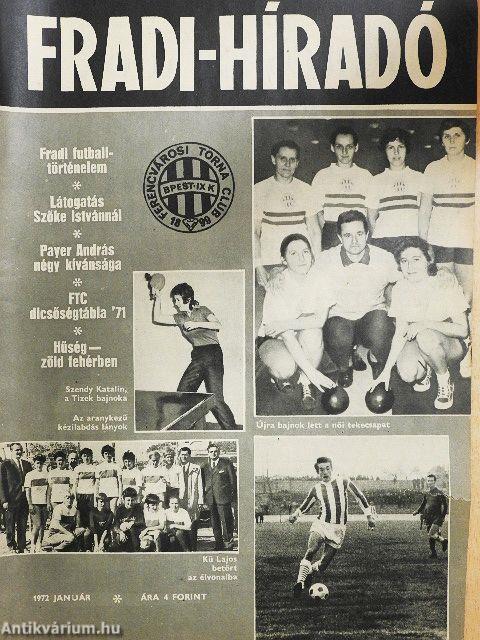 FRADI-HÍRADÓ
Fradi futball-
történelem
*
Látogatás
Szőke Istvánnál
*
Payer András
négy kívánsága
*
FTC
dicsőségtábla '71
*
Hűség—
zöld fehérben
FERENCVÁROSI TORNA CLUB
BPEST·IX·K
18 99
Szendy Katalin,
a Tizek bajnoka
Az aranykezű
kézilabdás lányok
Újra bajnok lett a női tekecsapat
Kű Lajos
betört
az élvonalba
1972 JANUÁR * ÁRA 4 FORINT
Antikvárium.hu